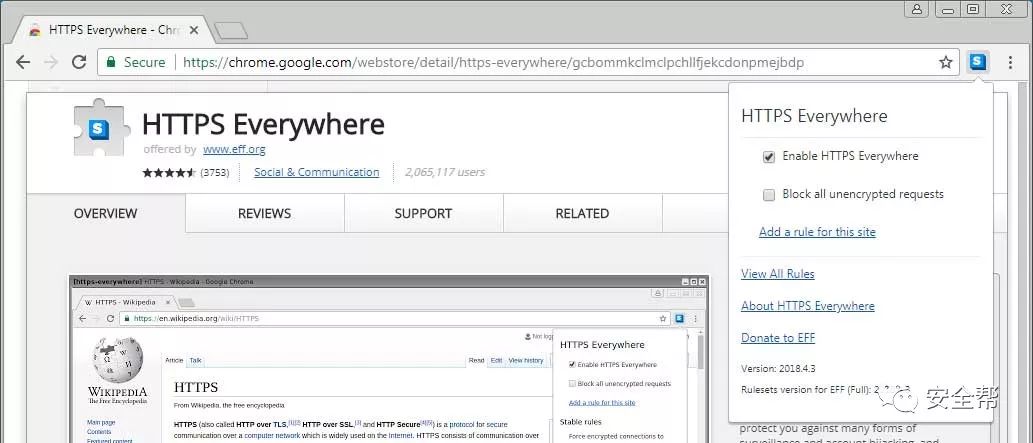 HTTPS Everywhere - Chr
Secure https://chrome.google.com/webstore/detail/https-everywhere/gcbommkclmclpchllfjekcdonpmejbdp
HTTPS Everywhere
offered by www.eff.org
(3753) Social & Communication 2,065,117 users
OVERVIEW REVIEWS SUPPORT RELATED
HTTPS Everywhere
Enable HTTPS Everywhere
Block all unencrypted requests
Add a rule for this site
View All Rules
About HTTPS Everywhere
Donate to EFF
Version: 2018.4.3
Rulesets version for EFF (Full):
安全帮
[https-everywhere] HTTPS - Wikipedia - Google Chrome
HTTPS - Wikipedia
https://en.wikipedia.org/wiki/HTTPS
WIKIPEDIA
The Free Encyclopedia
Main page
Contents
Featured content
Not log
Article Talk Read Edit View history
HTTPS
From Wikipedia, the free encyclopedia
HTTPS (also called HTTP over TLS,[1][2] HTTP over SSL,[3] and HTTP Secure[4][5]) is a protocol for secure
communication over a computer network which is widely used on the Internet. HTTPS consists of communication over
HTTPS Everywhere
Enable HTTPS Everywhere
Block all unencrypted requests
Add a rule for this site
Stable rules
Force encrypted connections to
protect you against many forms of
surveillance and account hijacking, and